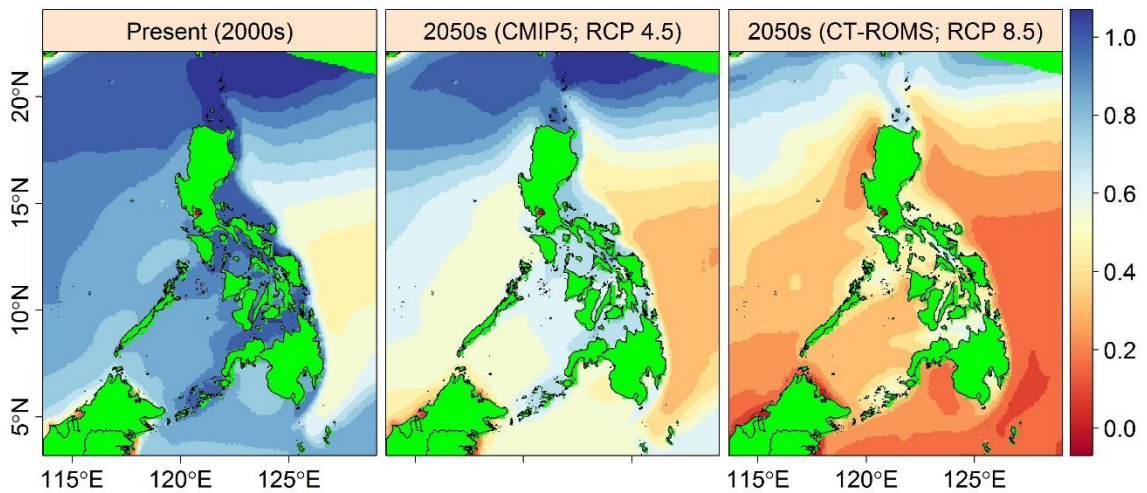 Present (2000s)
2050s (CMIP5; RCP 4.5)
2050s (CT-ROMS; RCP 8.5)
20°N
15°N
10°N
5°N
115°E
120°E
125°E
115°E
120°E
125°E
1.0
0.8
0.6
0.4
0.2
0.0